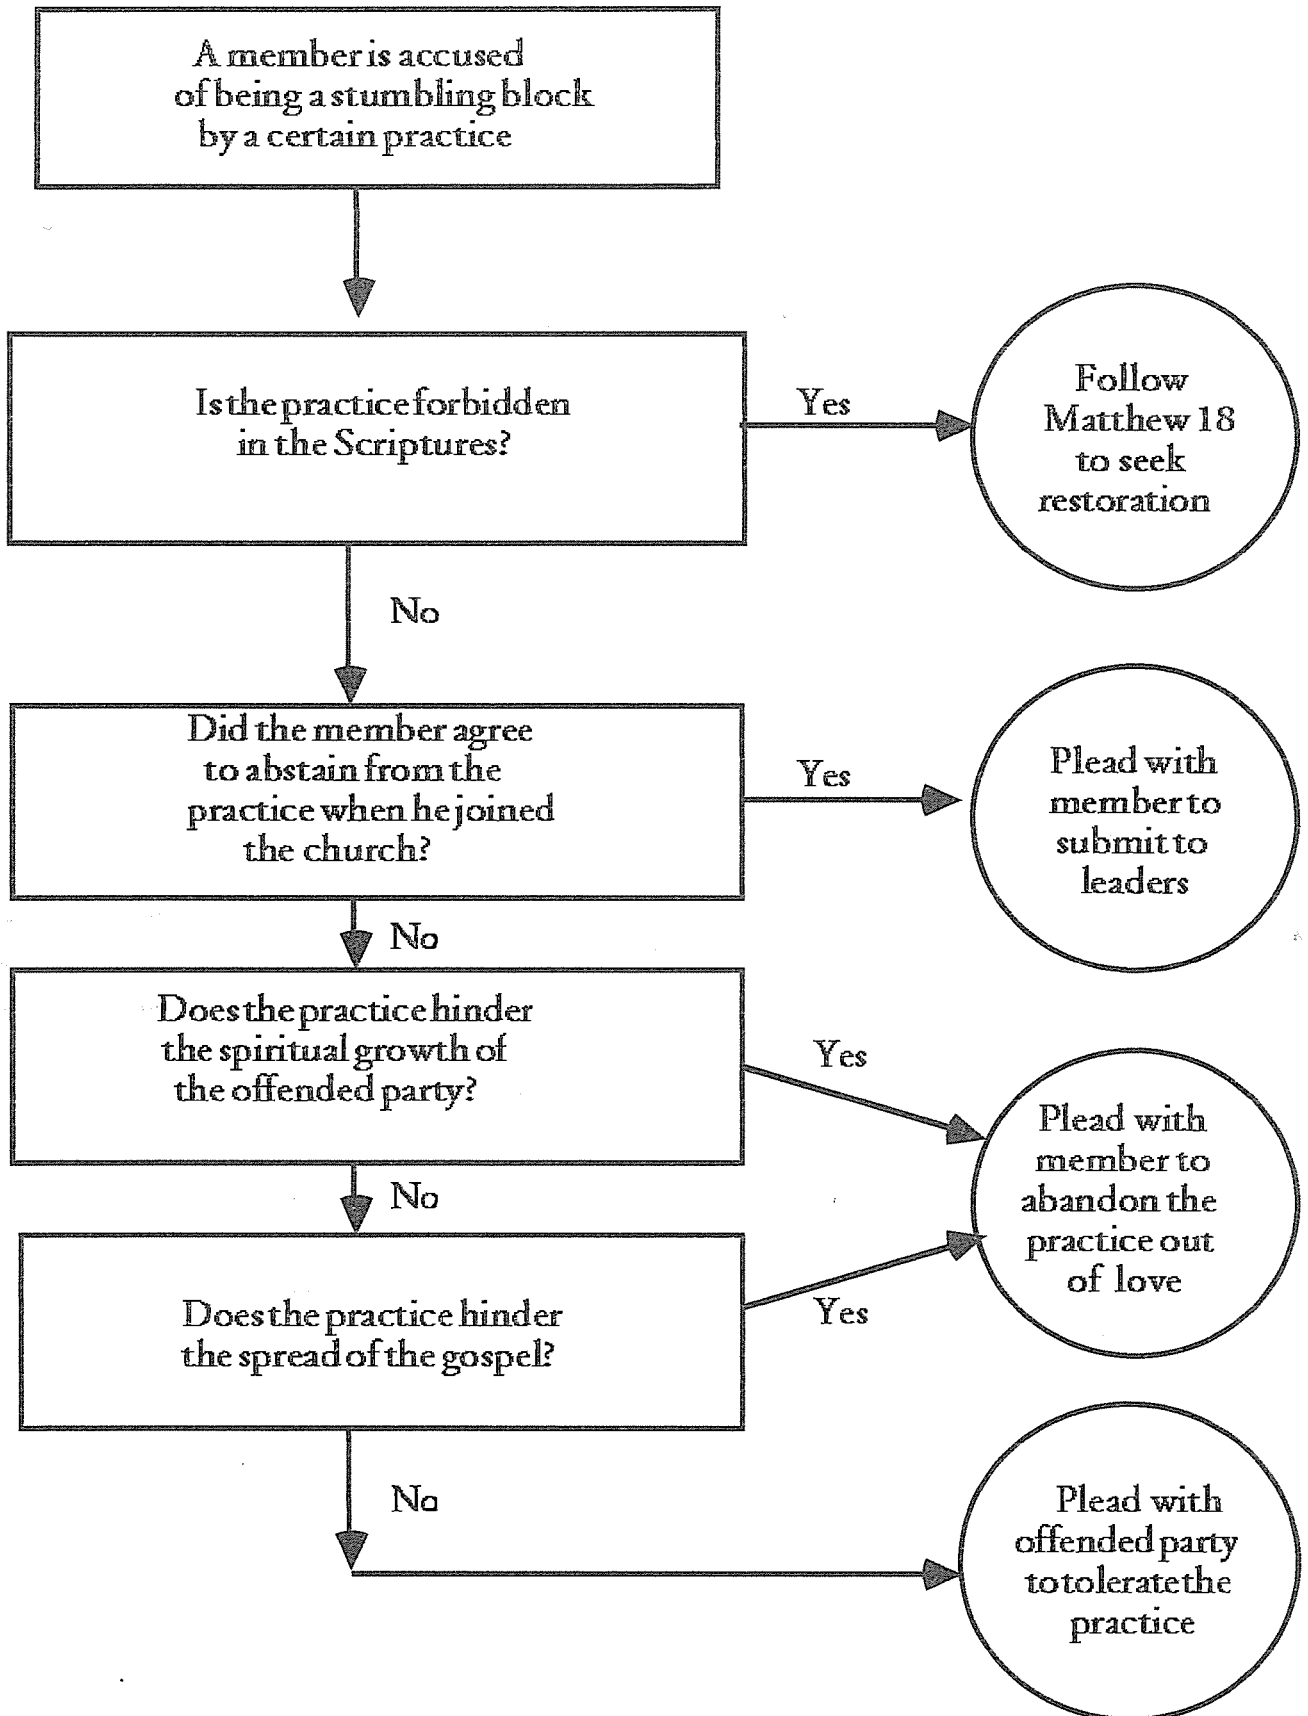 A member is accused
of being a stumbling block
by a certain practice
Is the practice forbidden
in the Scriptures?
Yes
Follow
Matthew 18
to seek
restoration
No
Did the member agree
to abstain from the
practice when he joined
the church?
Yes
Plead with
member to
submit to
leaders
No
Does the practice hinder
the spiritual growth of
the offended party?
Yes
Plead with
member to
abandon the
practice out
of love
No
Does the practice hinder
the spread of the gospel?
Yes
No
Plead with
offended party
to tolerate the
practice